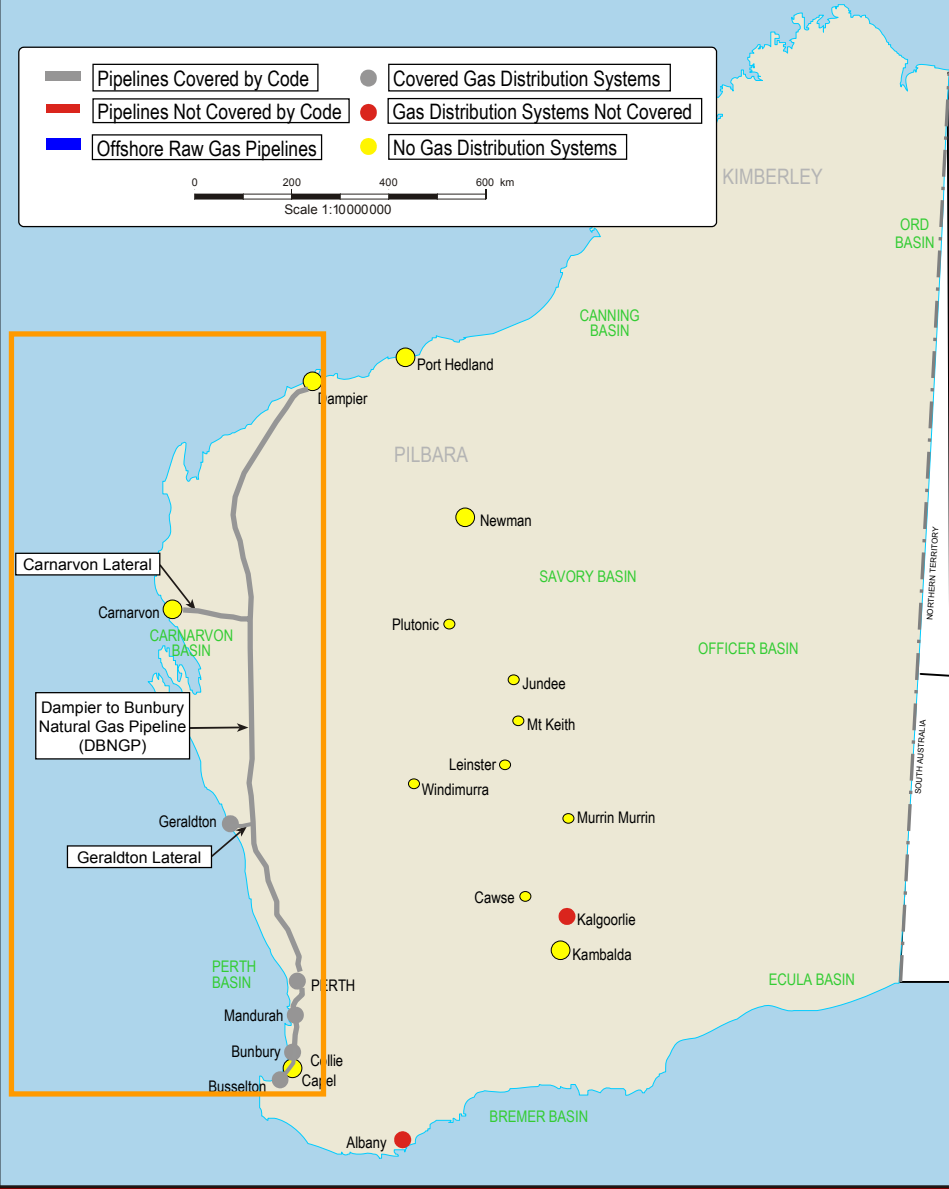 Pipelines Covered by Code
Covered Gas Distribution Systems
Pipelines Not Covered by Code
Gas Distribution Systems Not Covered
Offshore Raw Gas Pipelines
No Gas Distribution Systems
0 200 400 600 km
Scale 1:10000000
KIMBERLEY
ORD
BASIN
CANNING
BASIN
Port Hedland
Dampier
PILBARA
Newman
NORTHERN TERRITORY
Carnarvon Lateral
SAVORY BASIN
Carnarvon
Plutonic
CARNARVON
BASIN
OFFICER BASIN
Jundee
Dampier to Bunbury
Natural Gas Pipeline
(DBNGP)
Mt Keith
SOUTH AUSTRALIA
Leinster
Windimurra
Geraldton
Murrin Murrin
Geraldton Lateral
Cawse
Kalgoorlie
Kambalda
PERTH
BASIN
ECULA BASIN
PERTH
Mandurah
Bunbury
Collie
Capel
Busselton
BREMER BASIN
Albany